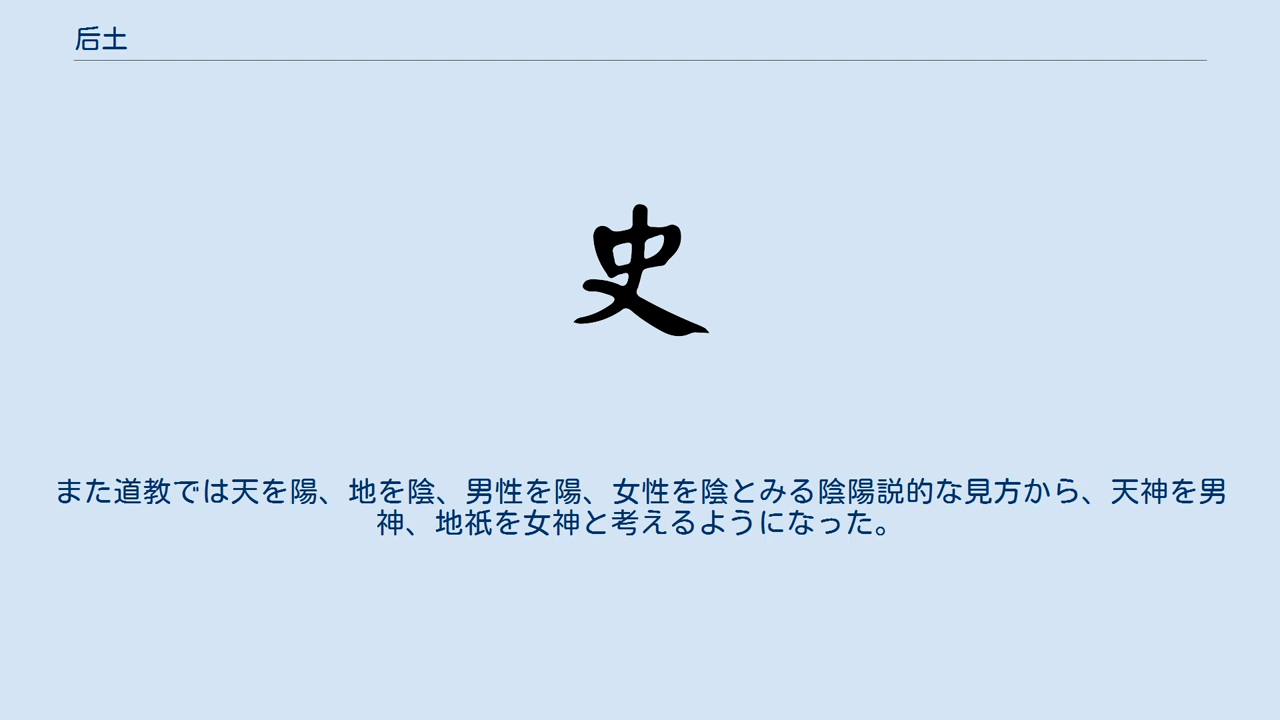 后土
史
また道教では天を陽、地を陰、男性を陽、女性を陰とみる陰陽説的な見方から、天神を男
神、地祇を女神と考えるようになった。